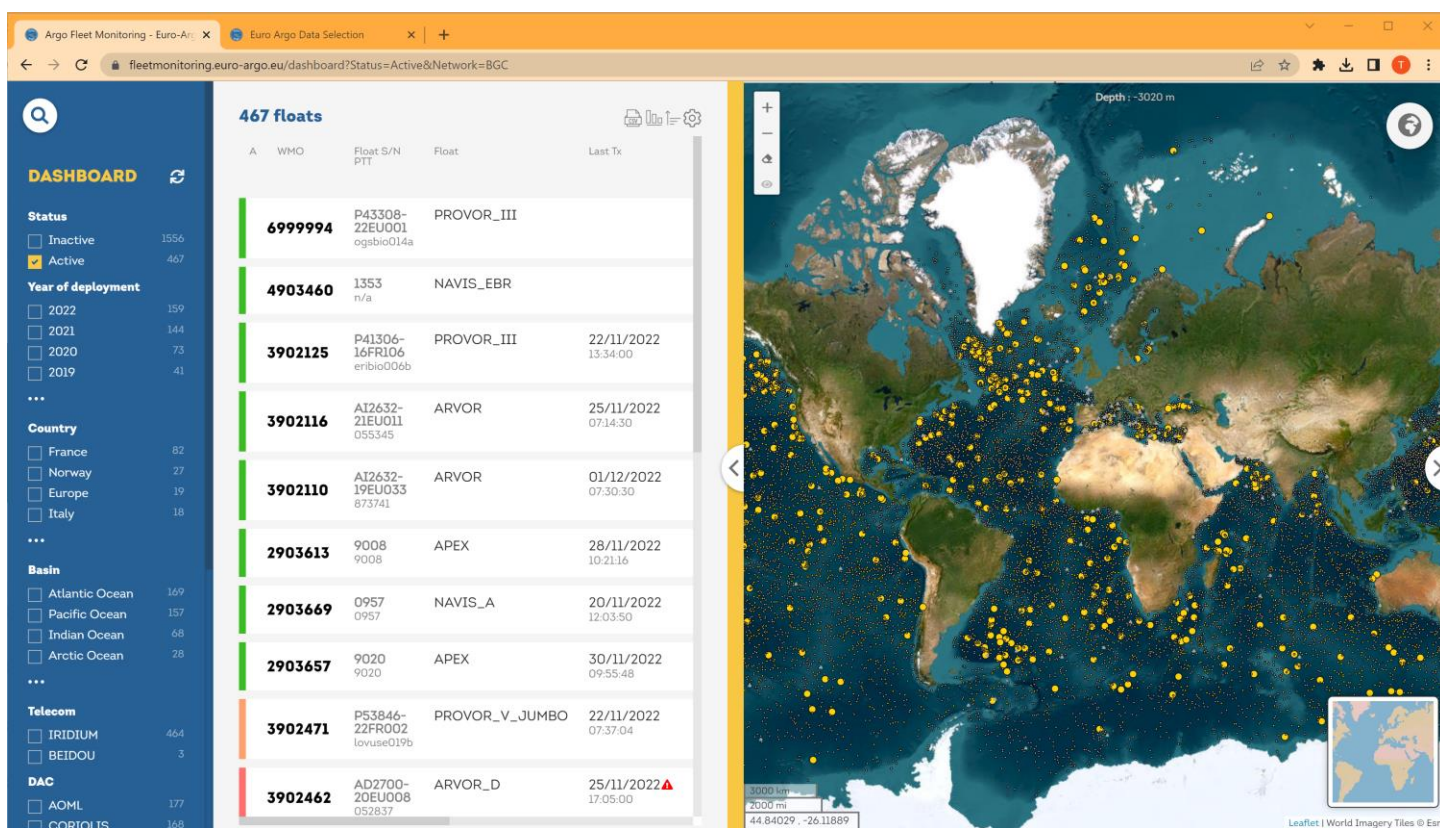 Argo Fleet Monitoring - Euro-Arg
Euro Argo Data Selection
fleetmonitoring.euro-argo.eu/dashboard?Status=Active&Network=BGC
T
DASHBOARD
Status
Inactive 1556
Active 467
Year of deployment
2022 159
2021 144
2020 73
2019 41
•••
Country
France 82
Norway 27
Europe 19
Italy 18
•••
Basin
Atlantic Ocean 169
Pacific Ocean 157
Indian Ocean 68
Arctic Ocean 28
•••
Telecom
IRIDIUM 464
BEIDOU 3
DAC
AOML 177
CORIOLIS 168
467 floats
CSV
A WMO Float S/N Float Last Tx
PTT
6999994 P43308-22EU001 PROVOR_III
ogsbio014a
4903460 1353 NAVIS_EBR
n/a
3902125 P41306-16FR106 PROVOR_III 22/11/2022
eribio006b 13:34:00
3902116 AI2632-21EU011 ARVOR 25/11/2022
055345 07:14:30
3902110 AI2632-19EU033 ARVOR 01/12/2022
873741 07:30:30
2903613 9008 APEX 28/11/2022
9008 10:21:16
2903669 0957 NAVIS_A 20/11/2022
0957 12:03:50
2903657 9020 APEX 30/11/2022
9020 09:55:48
3902471 P53846-22FR002 PROVOR_V_JUMBO 22/11/2022
lovuse019b 07:37:04
3902462 AD2700-20EU008 ARVOR_D 25/11/2022
052837 17:05:00
Depth : -3020 m
3000 km
2000 mi
44.84029 , -26.11889
Leaflet | World Imagery Tiles © Esr